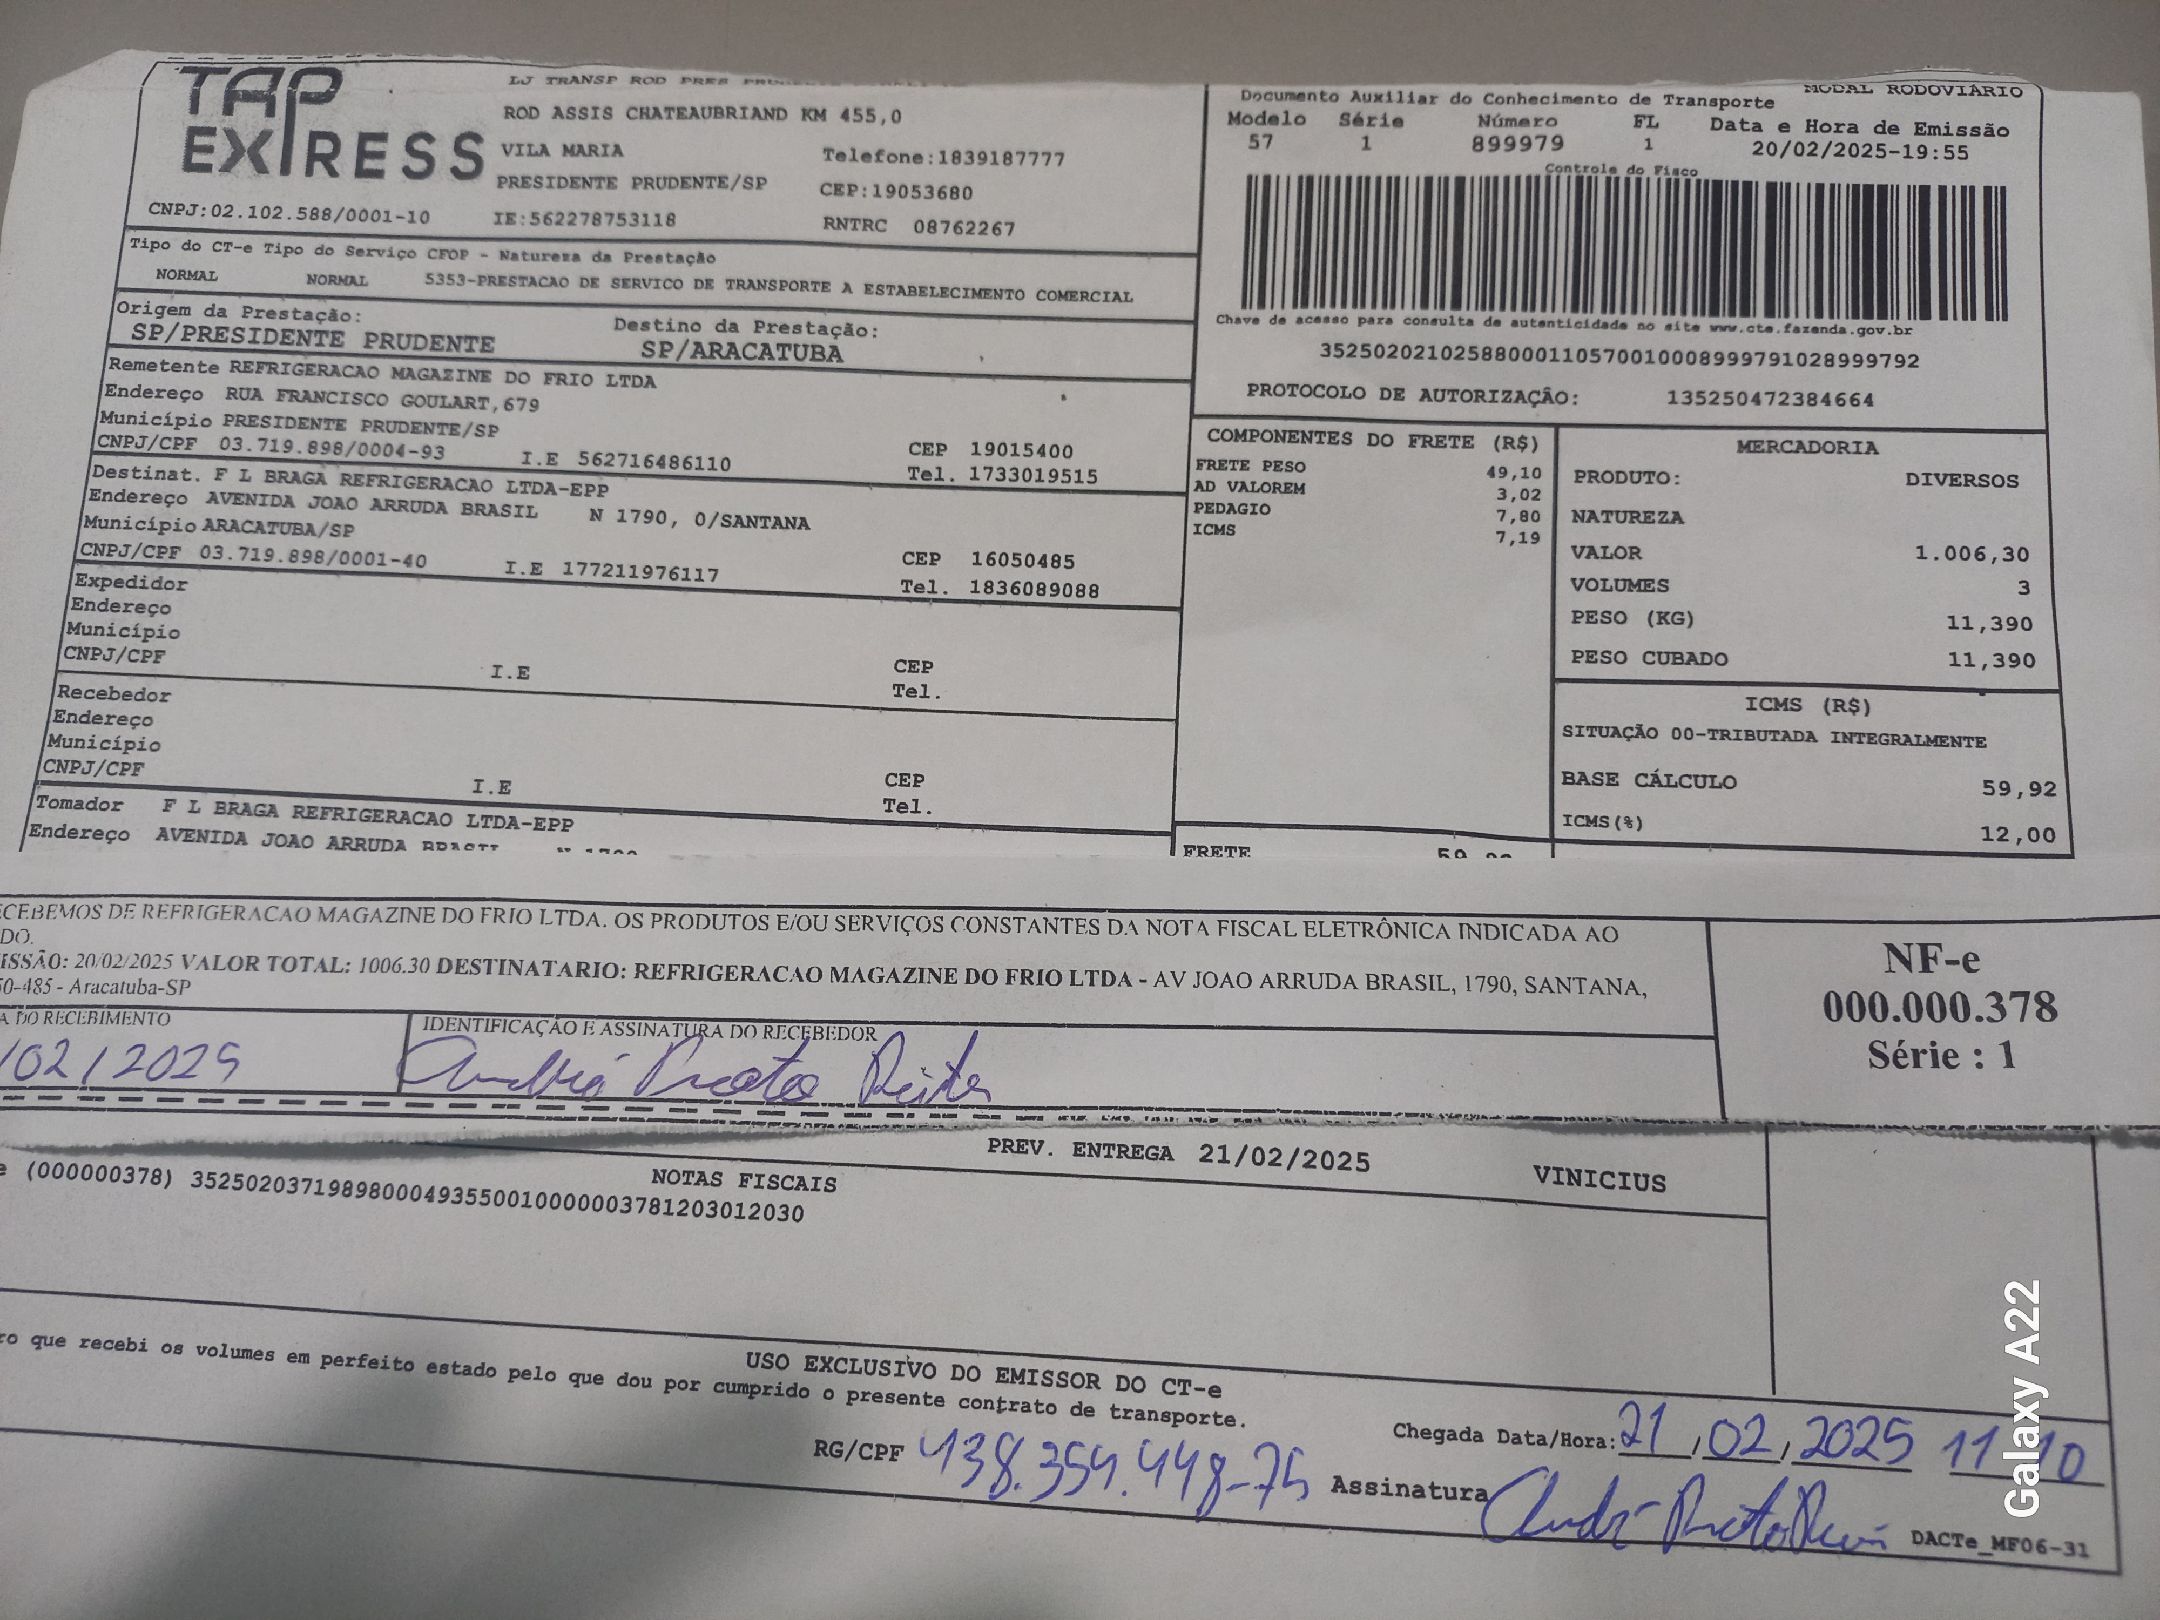 TAP EXPRESS
LJ TRANSP ROD PRES
ROD ASSIS CHATEAUBRIAND KM 455,0
VILA MARIA Telefone:1839187777
PRESIDENTE PRUDENTE/SP CEP:19053680
CNPJ:02.102.588/0001-10 IE:562278753118 RNTRC 08762267
MODAL RODOVIÁRIO
Documento Auxiliar do Conhecimento de Transporte
Modelo Série Número FL Data e Hora de Emissão
57 1 899979 1 20/02/2025-19:55
Controle do Fisco
Chave de acesso para consulta de autenticidade no site www.cte.fazenda.gov.br
35250202102588000110570010008999791028999792
PROTOCOLO DE AUTORIZAÇÃO: 135250472384664
Tipo do CT-e Tipo do Serviço CFOP - Natureza da Prestação
NORMAL NORMAL 5353-PRESTACAO DE SERVICO DE TRANSPORTE A ESTABELECIMENTO COMERCIAL
Origem da Prestação: Destino da Prestação:
SP/PRESIDENTE PRUDENTE SP/ARACATUBA
Remetente REFRIGERACAO MAGAZINE DO FRIO LTDA
Endereço RUA FRANCISCO GOULART,679
Município PRESIDENTE PRUDENTE/SP CEP 19015400
CNPJ/CPF 03.719.898/0004-93 I.E 562716486110 Tel. 1733019515
Destinat. F L BRAGA REFRIGERACAO LTDA-EPP
Endereço AVENIDA JOAO ARRUDA BRASIL N 1790, 0/SANTANA
Município ARACATUBA/SP CEP 16050485
CNPJ/CPF 03.719.898/0001-40 I.E 177211976117 Tel. 1836089088
Expedidor
Endereço
Município CEP
CNPJ/CPF I.E Tel.
Recebedor
Endereço
Município CEP
CNPJ/CPF I.E Tel.
Tomador F L BRAGA REFRIGERACAO LTDA-EPP
Endereço AVENIDA JOAO ARRUDA BRASIL N 1790
COMPONENTES DO FRETE (R$)
FRETE PESO 49,10
AD VALOREM 3,02
PEDAGIO 7,80
ICMS 7,19
FRETE
MERCADORIA
PRODUTO: DIVERSOS
NATUREZA
VALOR 1.006,30
VOLUMES 3
PESO (KG) 11,390
PESO CUBADO 11,390
ICMS (R$)
SITUAÇÃO 00-TRIBUTADA INTEGRALMENTE
BASE CÁLCULO 59,92
ICMS(%) 12,00
ECEBEMOS DE REFRIGERACAO MAGAZINE DO FRIO LTDA. OS PRODUTOS E/OU SERVIÇOS CONSTANTES DA NOTA FISCAL ELETRÔNICA INDICADA AO
DO.
ISSÃO: 20/02/2025 VALOR TOTAL: 1006.30 DESTINATARIO: REFRIGERACAO MAGAZINE DO FRIO LTDA - AV JOAO ARRUDA BRASIL, 1790, SANTANA,
50-485 - Aracatuba-SP
A DO RECEBIMENTO IDENTIFICAÇÃO E ASSINATURA DO RECEBEDOR
/02/2025 André Prato
NF-e
000.000.378
Série : 1
PREV. ENTREGA 21/02/2025 VINICIUS
NOTAS FISCAIS
e (000000378) 35250203719898000493550010000003781203012030
USO EXCLUSIVO DO EMISSOR DO CT-e
ro que recebi os volumes em perfeito estado pelo que dou por cumprido o presente contrato de transporte.
Chegada Data/Hora: 21/02/2025 11 10
RG/CPF 438.354.448-75 Assinatura André Prato
DACTe_MF06-31
Galaxy A22